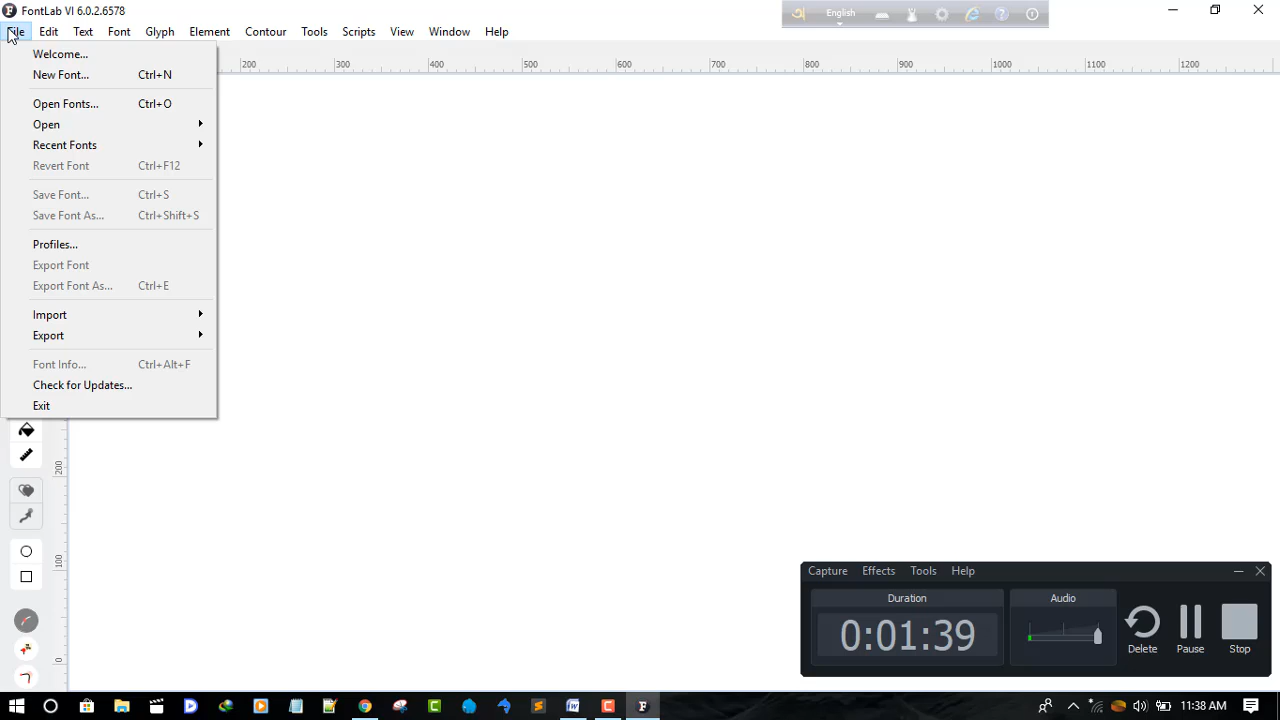 FontLab VI 6.0.2.6578
English
File Edit Text Font Glyph Element Contour Tools Scripts View Window Help
Welcome...
New Font... Ctrl+N
Open Fonts... Ctrl+O
Open
Recent Fonts
Revert Font Ctrl+F12
Save Font... Ctrl+S
Save Font As... Ctrl+Shift+S
Profiles...
Export Font
Export Font As... Ctrl+E
Import
Export
Font Info... Ctrl+Alt+F
Check for Updates...
Exit
200 300 400 500 600 700 800 900 1000 1100 1200
200
100
0
Capture Effects Tools Help
Duration Audio
0:01:39
Delete Pause Stop
11:38 AM